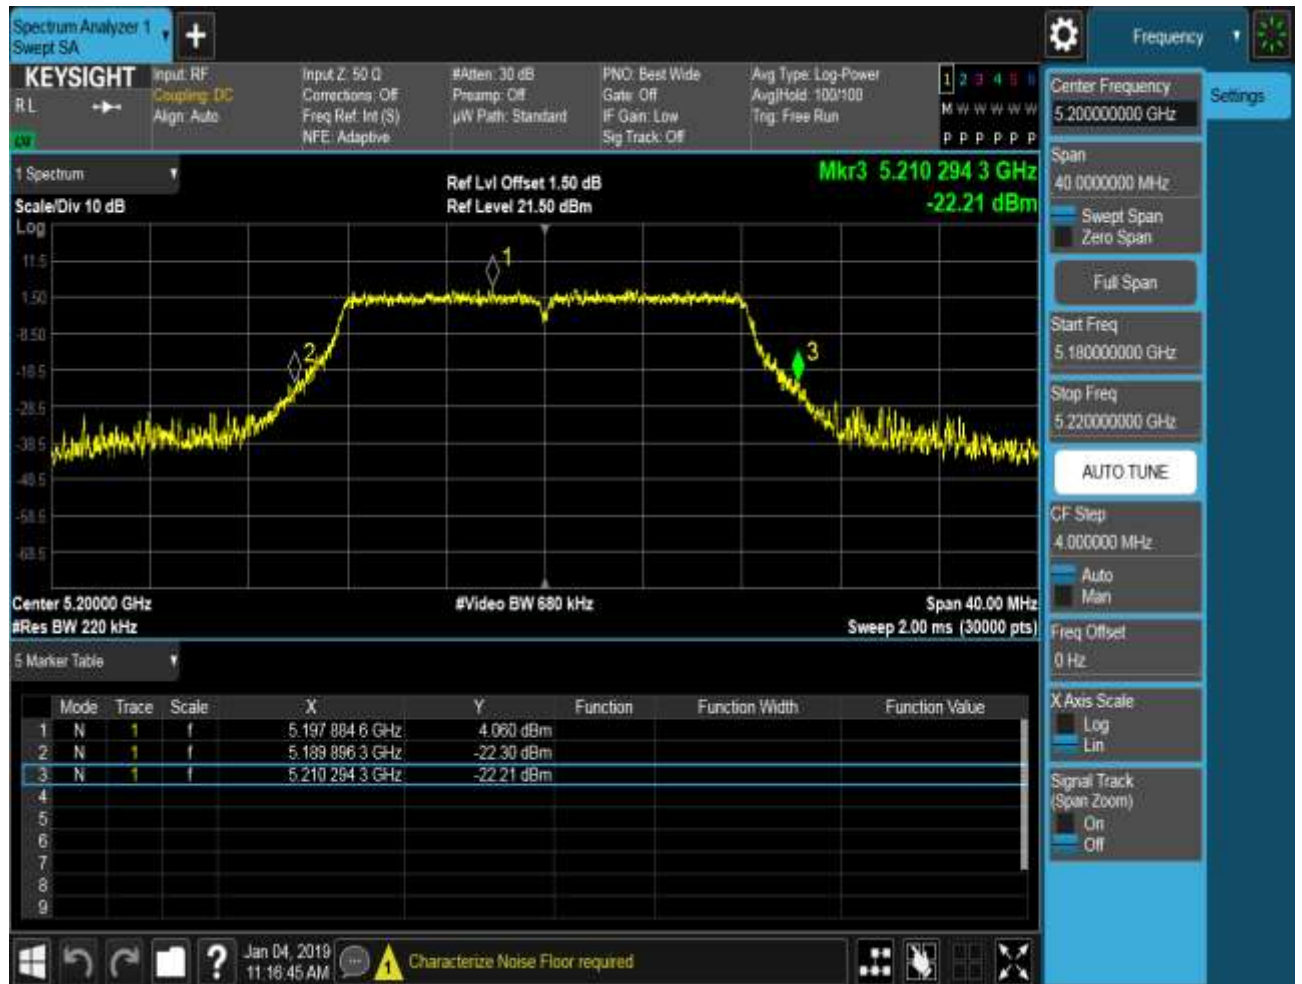 Spectrum Analyzer 1
Swept SA
+
Frequency
KEYSIGHT
RL
Input: RF
Coupling: DC
Align: Auto
Input Z: 50 Ω
Corrections: Off
Freq Ref: Int (S)
NFE: Adaptive
#Atten: 30 dB
Preamp: Off
µW Path: Standard
PNO: Best Wide
Gate: Off
IF Gain: Low
Sig Track: Off
Avg Type: Log-Power
Avg|Hold: 100/100
Trig: Free Run
1 2 3 4 5 6
M W W W W W
P P P P P P
Center Frequency
5.200000000 GHz
Settings
Span
40.0000000 MHz
Swept Span
Zero Span
Full Span
Start Freq
5.180000000 GHz
Stop Freq
5.220000000 GHz
AUTO TUNE
CF Step
4.000000 MHz
Auto
Man
Freq Offset
0 Hz
X Axis Scale
Log
Lin
Signal Track
(Span Zoom)
On
Off
1 Spectrum
Scale/Div 10 dB
Log
Ref Lvl Offset 1.50 dB
Ref Level 21.50 dBm
Mkr3 5.210 294 3 GHz
-22.21 dBm
11.5
1.50
-8.50
-18.5
-28.5
-38.5
-48.5
-58.5
-68.5
1
2
3
Center 5.20000 GHz
#Res BW 220 kHz
#Video BW 680 kHz
Span 40.00 MHz
Sweep 2.00 ms (30000 pts)
5 Marker Table
Mode Trace Scale X Y Function Function Width Function Value
1 N 1 f 5.197 884 6 GHz 4.060 dBm
2 N 1 f 5.189 896 3 GHz -22.30 dBm
3 N 1 f 5.210 294 3 GHz -22.21 dBm
4
5
6
7
8
9
?
Jan 04, 2019
11:16:45 AM
1
Characterize Noise Floor required